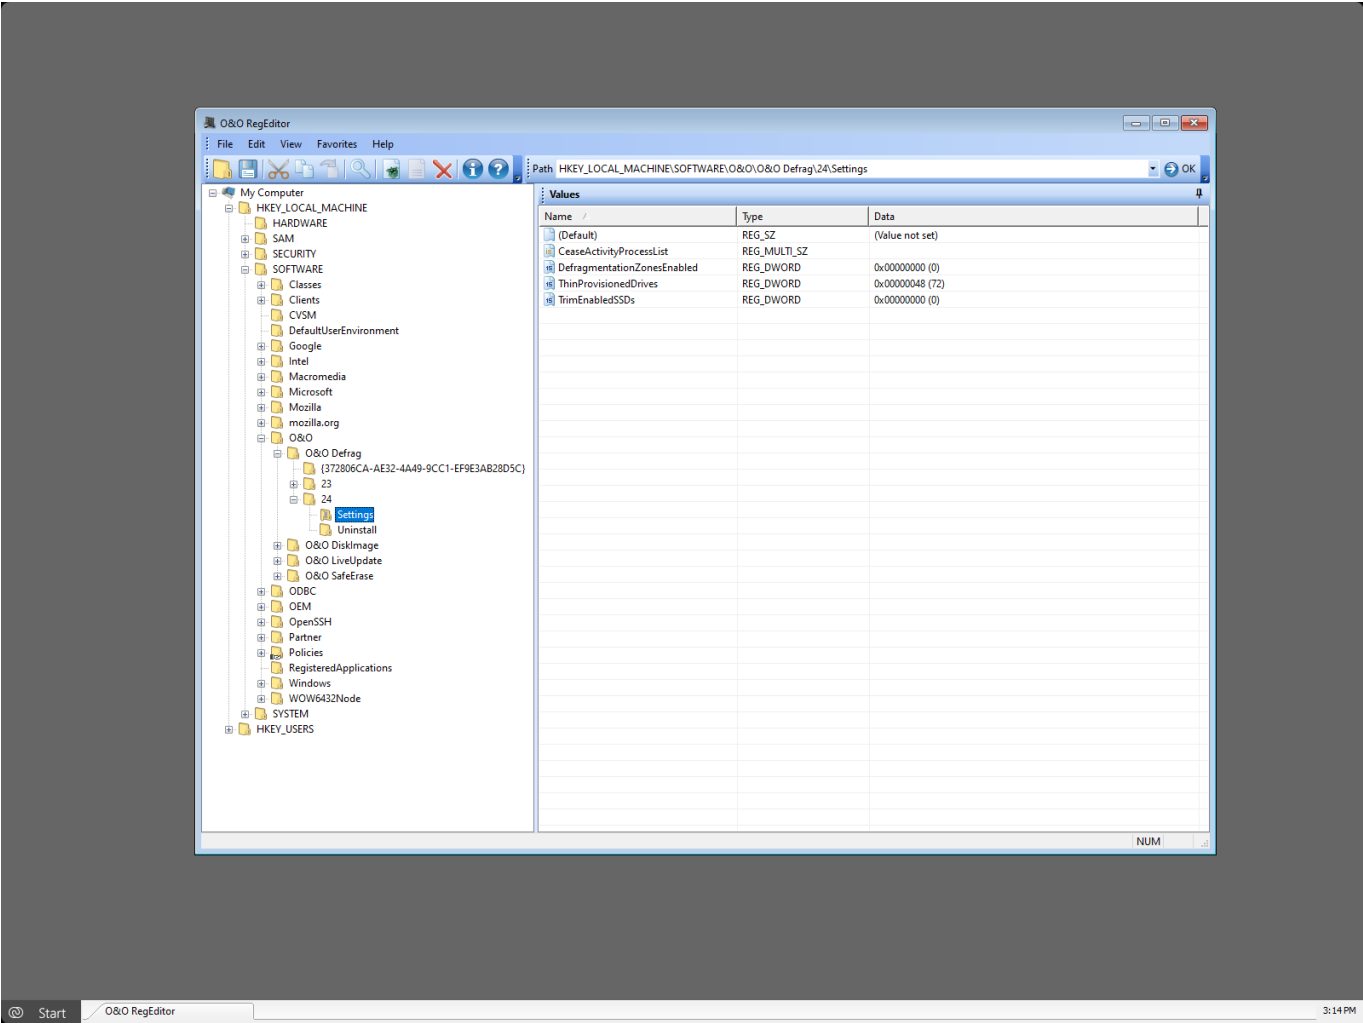 O&O RegEditor
File Edit View Favorites Help
Path HKEY_LOCAL_MACHINE\SOFTWARE\O&O\O&O Defrag\24\Settings OK
My Computer
HKEY_LOCAL_MACHINE
HARDWARE
SAM
SECURITY
SOFTWARE
Classes
Clients
CVSM
DefaultUserEnvironment
Google
Intel
Macromedia
Microsoft
Mozilla
mozilla.org
O&O
O&O Defrag
{372806CA-AE32-4A49-9CC1-EF9E3AB28D5C}
23
24
Settings
Uninstall
O&O DiskImage
O&O LiveUpdate
O&O SafeErase
ODBC
OEM
OpenSSH
Partner
Policies
RegisteredApplications
Windows
WOW6432Node
SYSTEM
HKEY_USERS
Values
Name Type Data
(Default) REG_SZ (Value not set)
CeaseActivityProcessList REG_MULTI_SZ
DefragmentationZonesEnabled REG_DWORD 0x00000000 (0)
ThinProvisionedDrives REG_DWORD 0x00000048 (72)
TrimEnabledSSDs REG_DWORD 0x00000000 (0)
NUM
Start O&O RegEditor 3:14 PM